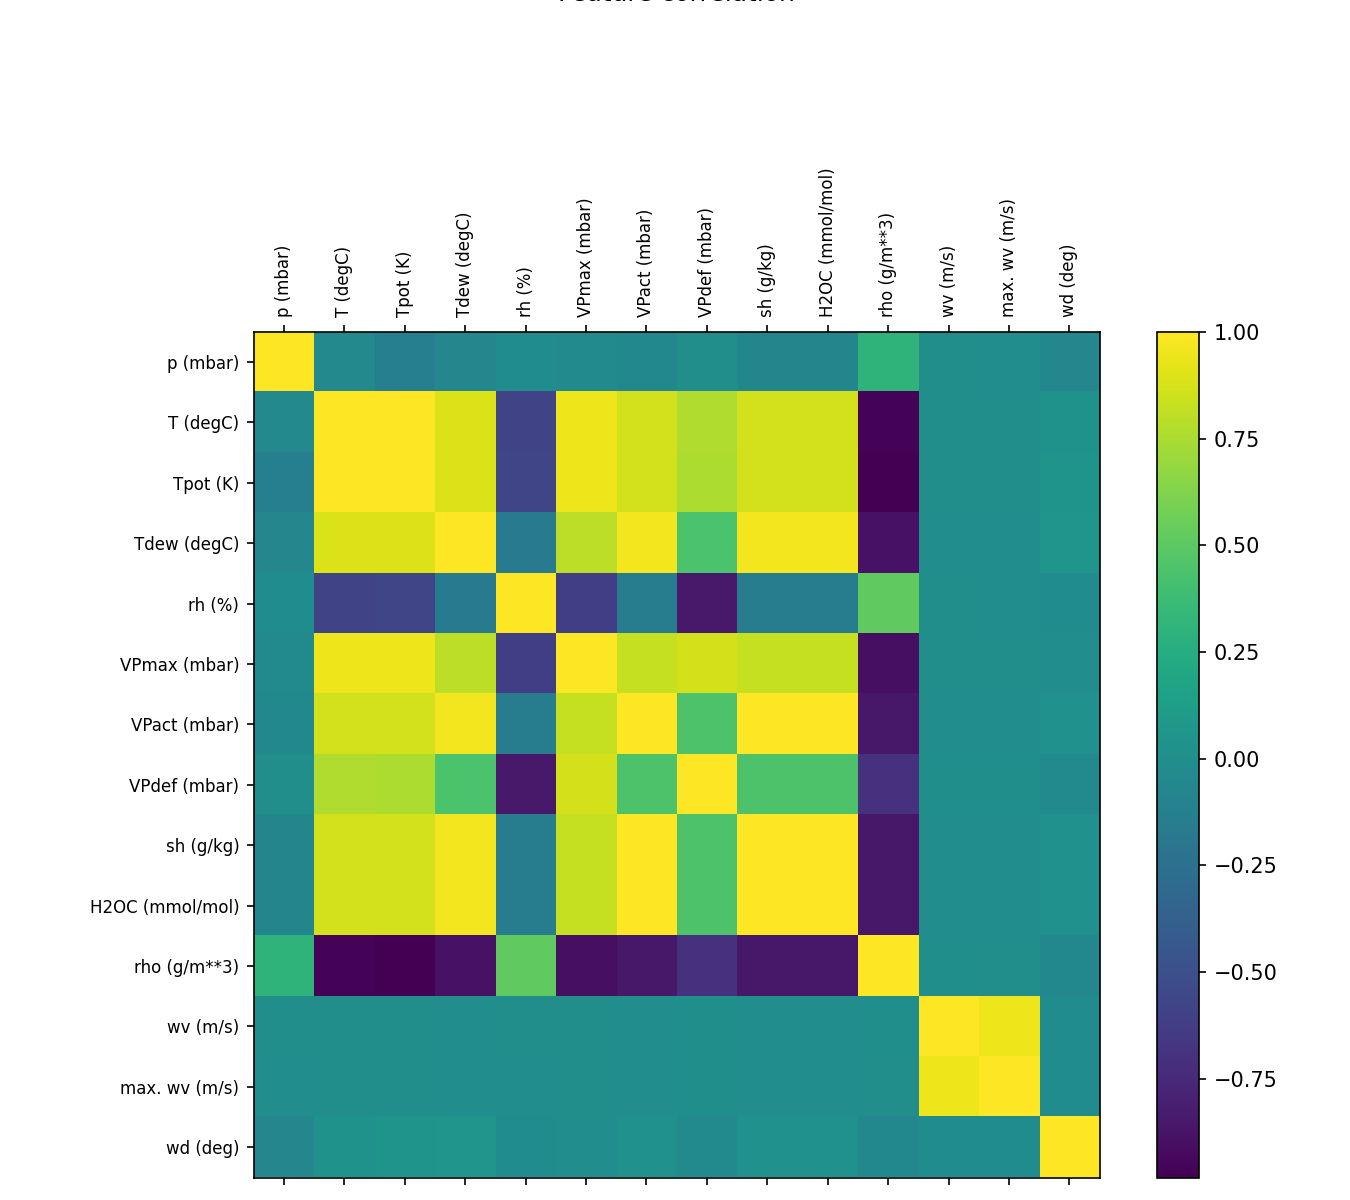 p (mbar)
T (degC)
Tpot (K)
Tdew (degC)
rh (%)
VPmax (mbar)
VPact (mbar)
VPdef (mbar)
sh (g/kg)
H2OC (mmol/mol)
rho (g/m**3)
wv (m/s)
max. wv (m/s)
wd (deg)
p (mbar)
T (degC)
Tpot (K)
Tdew (degC)
rh (%)
VPmax (mbar)
VPact (mbar)
VPdef (mbar)
sh (g/kg)
H2OC (mmol/mol)
rho (g/m**3)
wv (m/s)
max. wv (m/s)
wd (deg)
1.00
0.75
0.50
0.25
0.00
−0.25
−0.50
−0.75